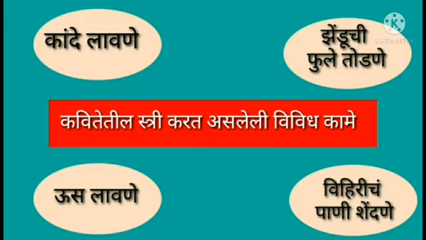 कांदे लावणे
झेंडूची
फुले तोडणे
कवितेतील स्त्री करत असलेली विविध कामे
ऊस लावणे
विहिरीचं
पाणी शेंदणे